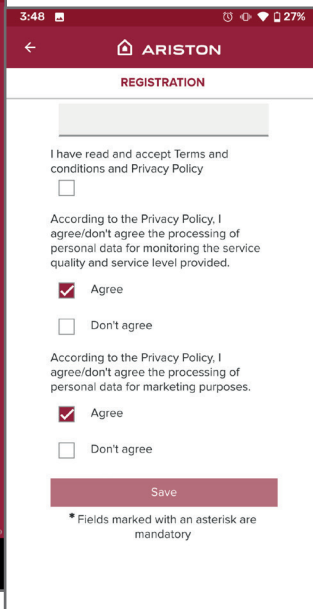 3:48 27%
ARISTON
REGISTRATION
I have read and accept Terms and
conditions and Privacy Policy
According to the Privacy Policy, I
agree/don't agree the processing of
personal data for monitoring the service
quality and service level provided.
Agree
Don't agree
According to the Privacy Policy, I
agree/don't agree the processing of
personal data for marketing purposes.
Agree
Don't agree
Save
* Fields marked with an asterisk are
mandatory